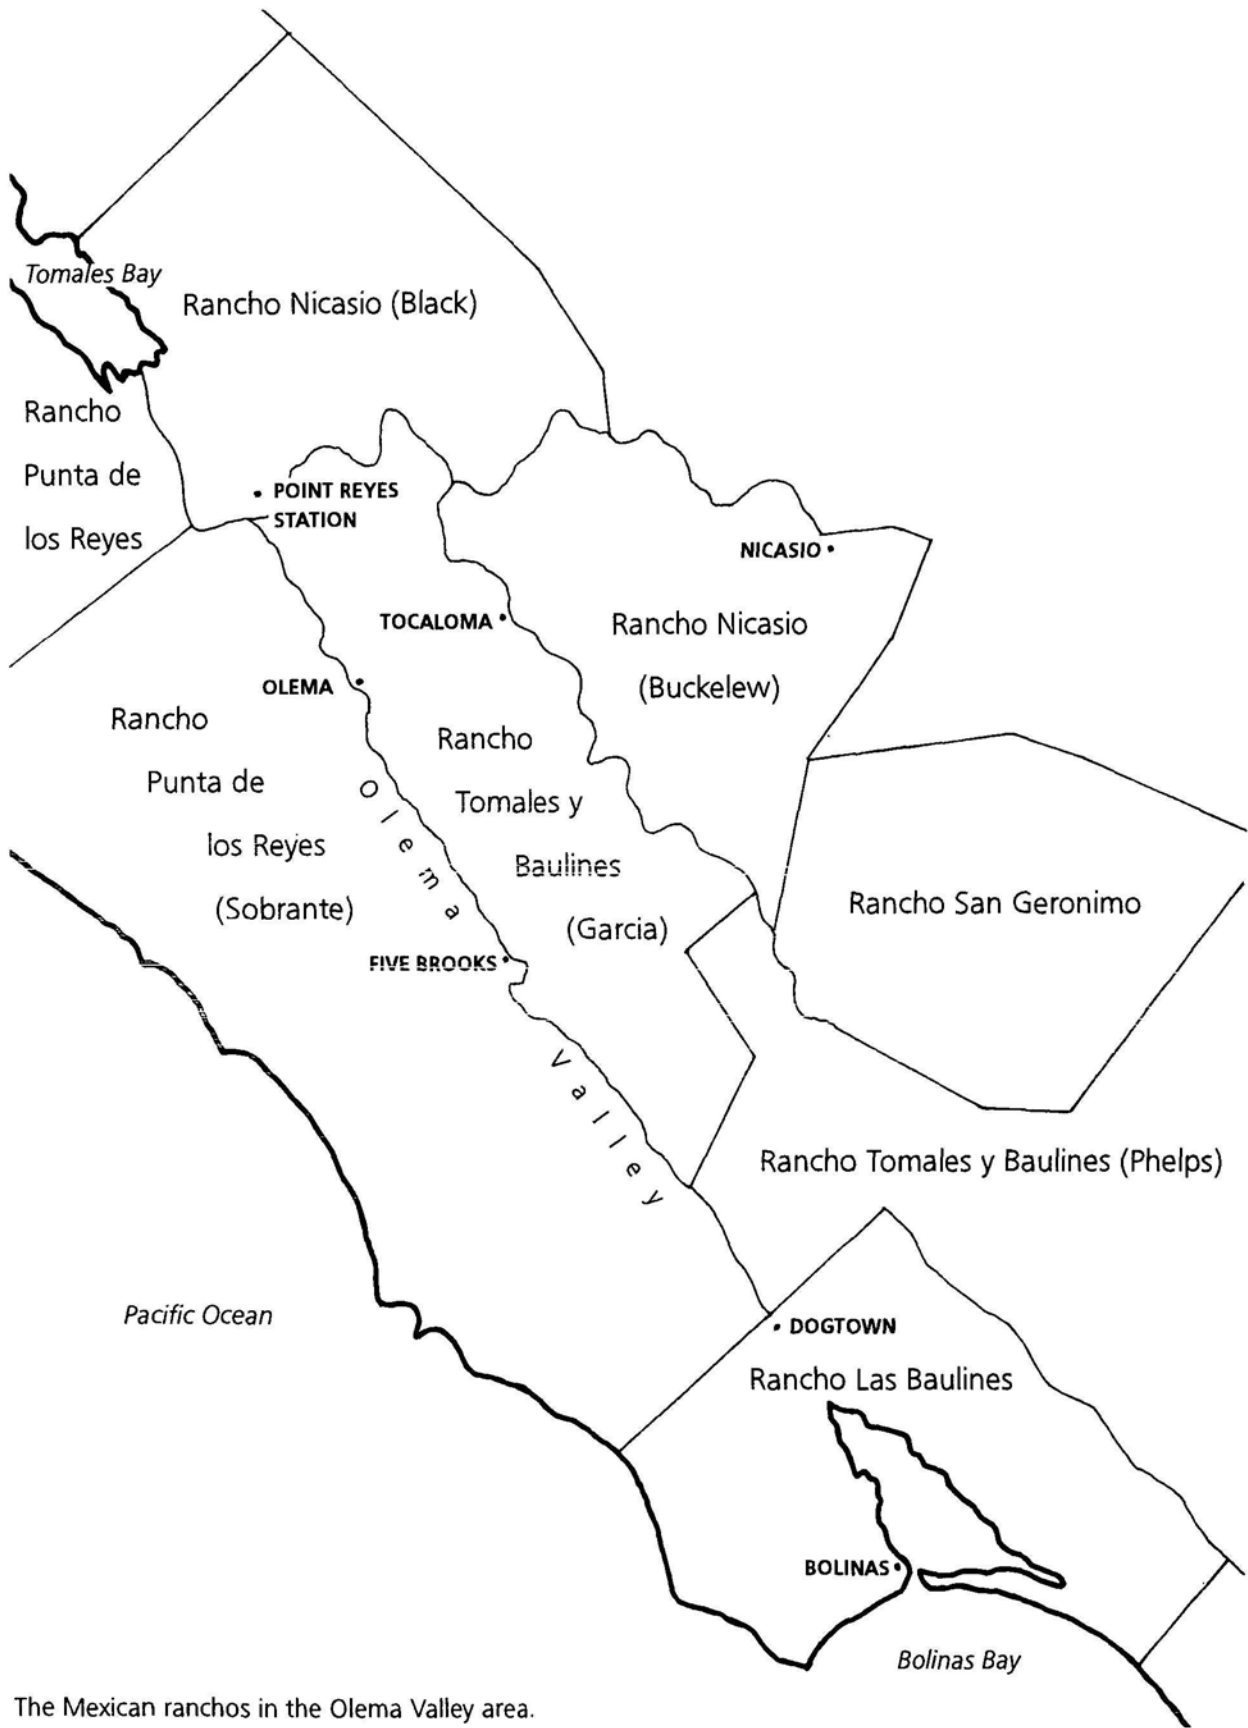 Tomales Bay
Rancho Nicasio (Black)
Rancho
Punta de
los Reyes
POINT REYES
STATION
NICASIO
TOCALOMA
Rancho Nicasio
(Buckelew)
OLEMA
Rancho
Punta de
los Reyes
(Sobrante)
Rancho
Tomales y
Baulines
(Garcia)
Olema
Valley
Rancho San Geronimo
FIVE BROOKS
Rancho Tomales y Baulines (Phelps)
Pacific Ocean
DOGTOWN
Rancho Las Baulines
BOLINAS
Bolinas Bay
The Mexican ranchos in the Olema Valley area.